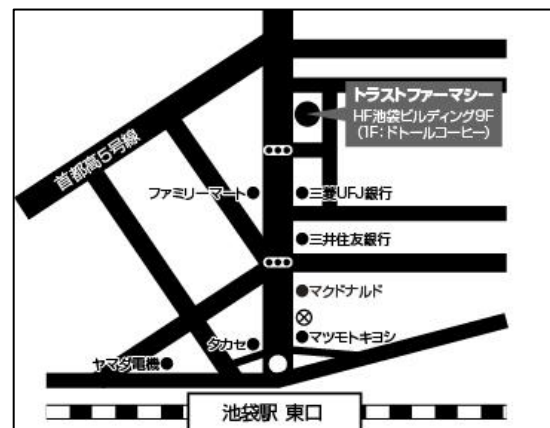 トラストファーマシー
HF池袋ビルディング9F
(1F:ドトールコーヒー)
首都高5号線
ファミリーマート
三菱UFJ銀行
三井住友銀行
マクドナルド
マツモトキヨシ
タカセ
ヤマダ電機
池袋駅 東口